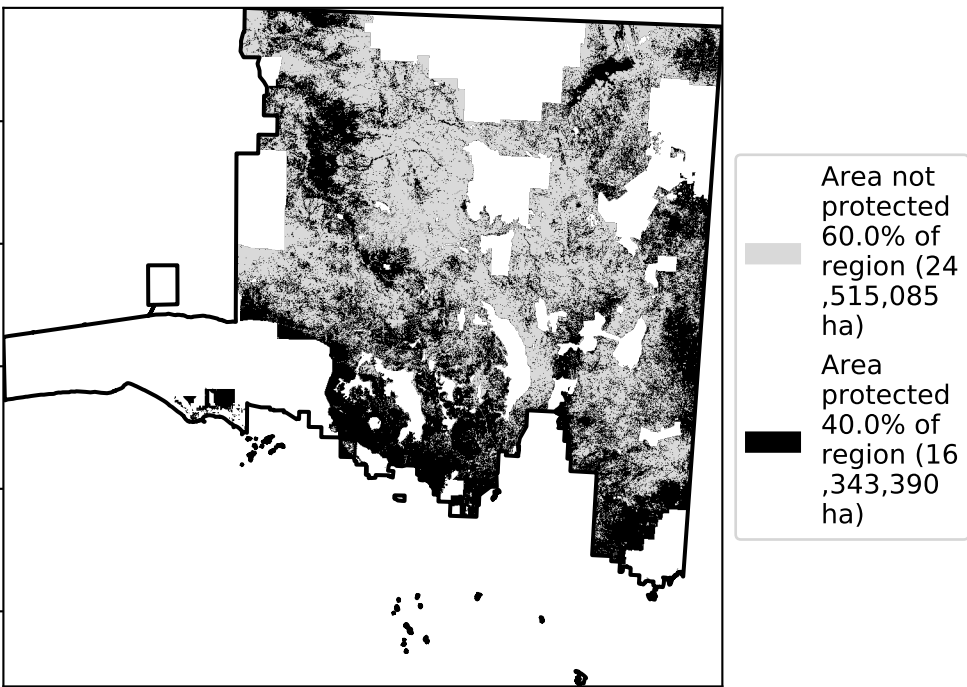 Area not
protected
60.0% of
region (24
,515,085
ha)
Area
protected
40.0% of
region (16
,343,390
ha)